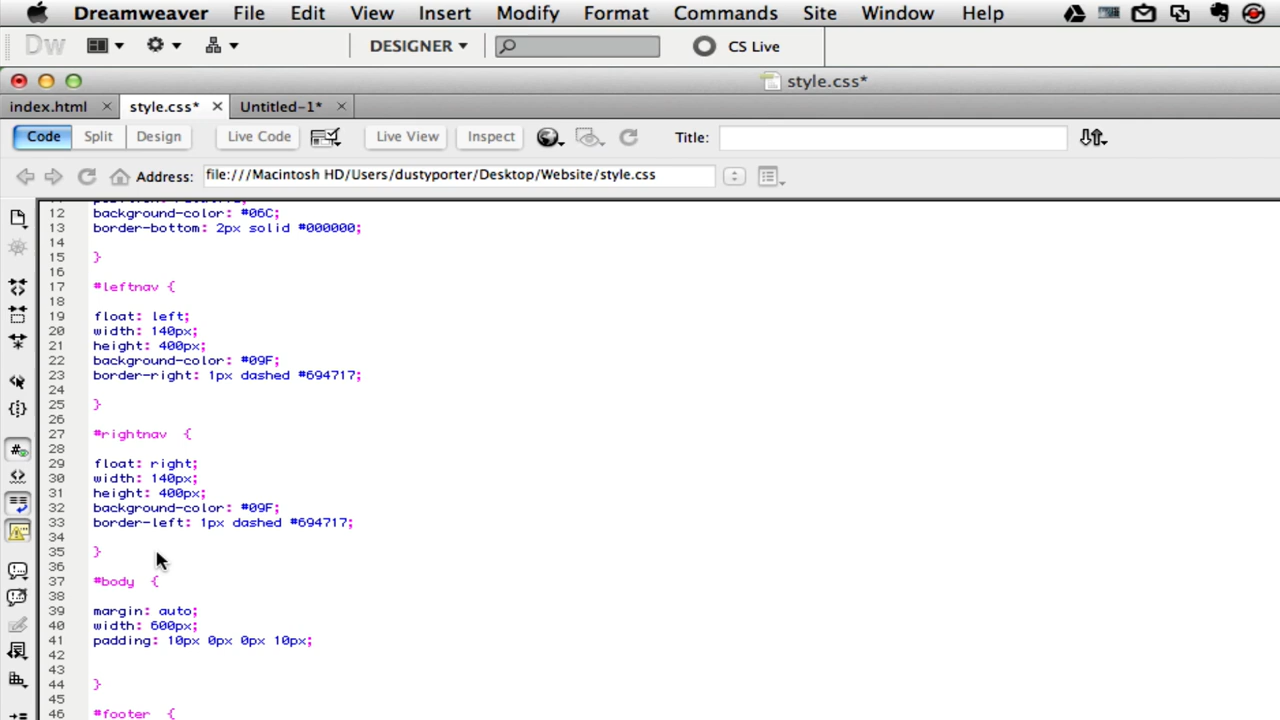 Dreamweaver File Edit View Insert Modify Format Commands Site Window Help
Dw DESIGNER CS Live
style.css*
index.html style.css* Untitled-1*
Code Split Design Live Code Live View Inspect Title:
Address: file:///Macintosh HD/Users/dustyporter/Desktop/Website/style.css
12 background-color: #06C;
13 border-bottom: 2px solid #000000;
14
15 }
16
17 #leftnav {
18
19 float: left;
20 width: 140px;
21 height: 400px;
22 background-color: #09F;
23 border-right: 1px dashed #694717;
24
25 }
26
27 #rightnav {
28
29 float: right;
30 width: 140px;
31 height: 400px;
32 background-color: #09F;
33 border-left: 1px dashed #694717;
34
35 }
36
37 #body {
38
39 margin: auto;
40 width: 600px;
41 padding: 10px 0px 0px 10px;
42
43
44 }
45
46 #footer {